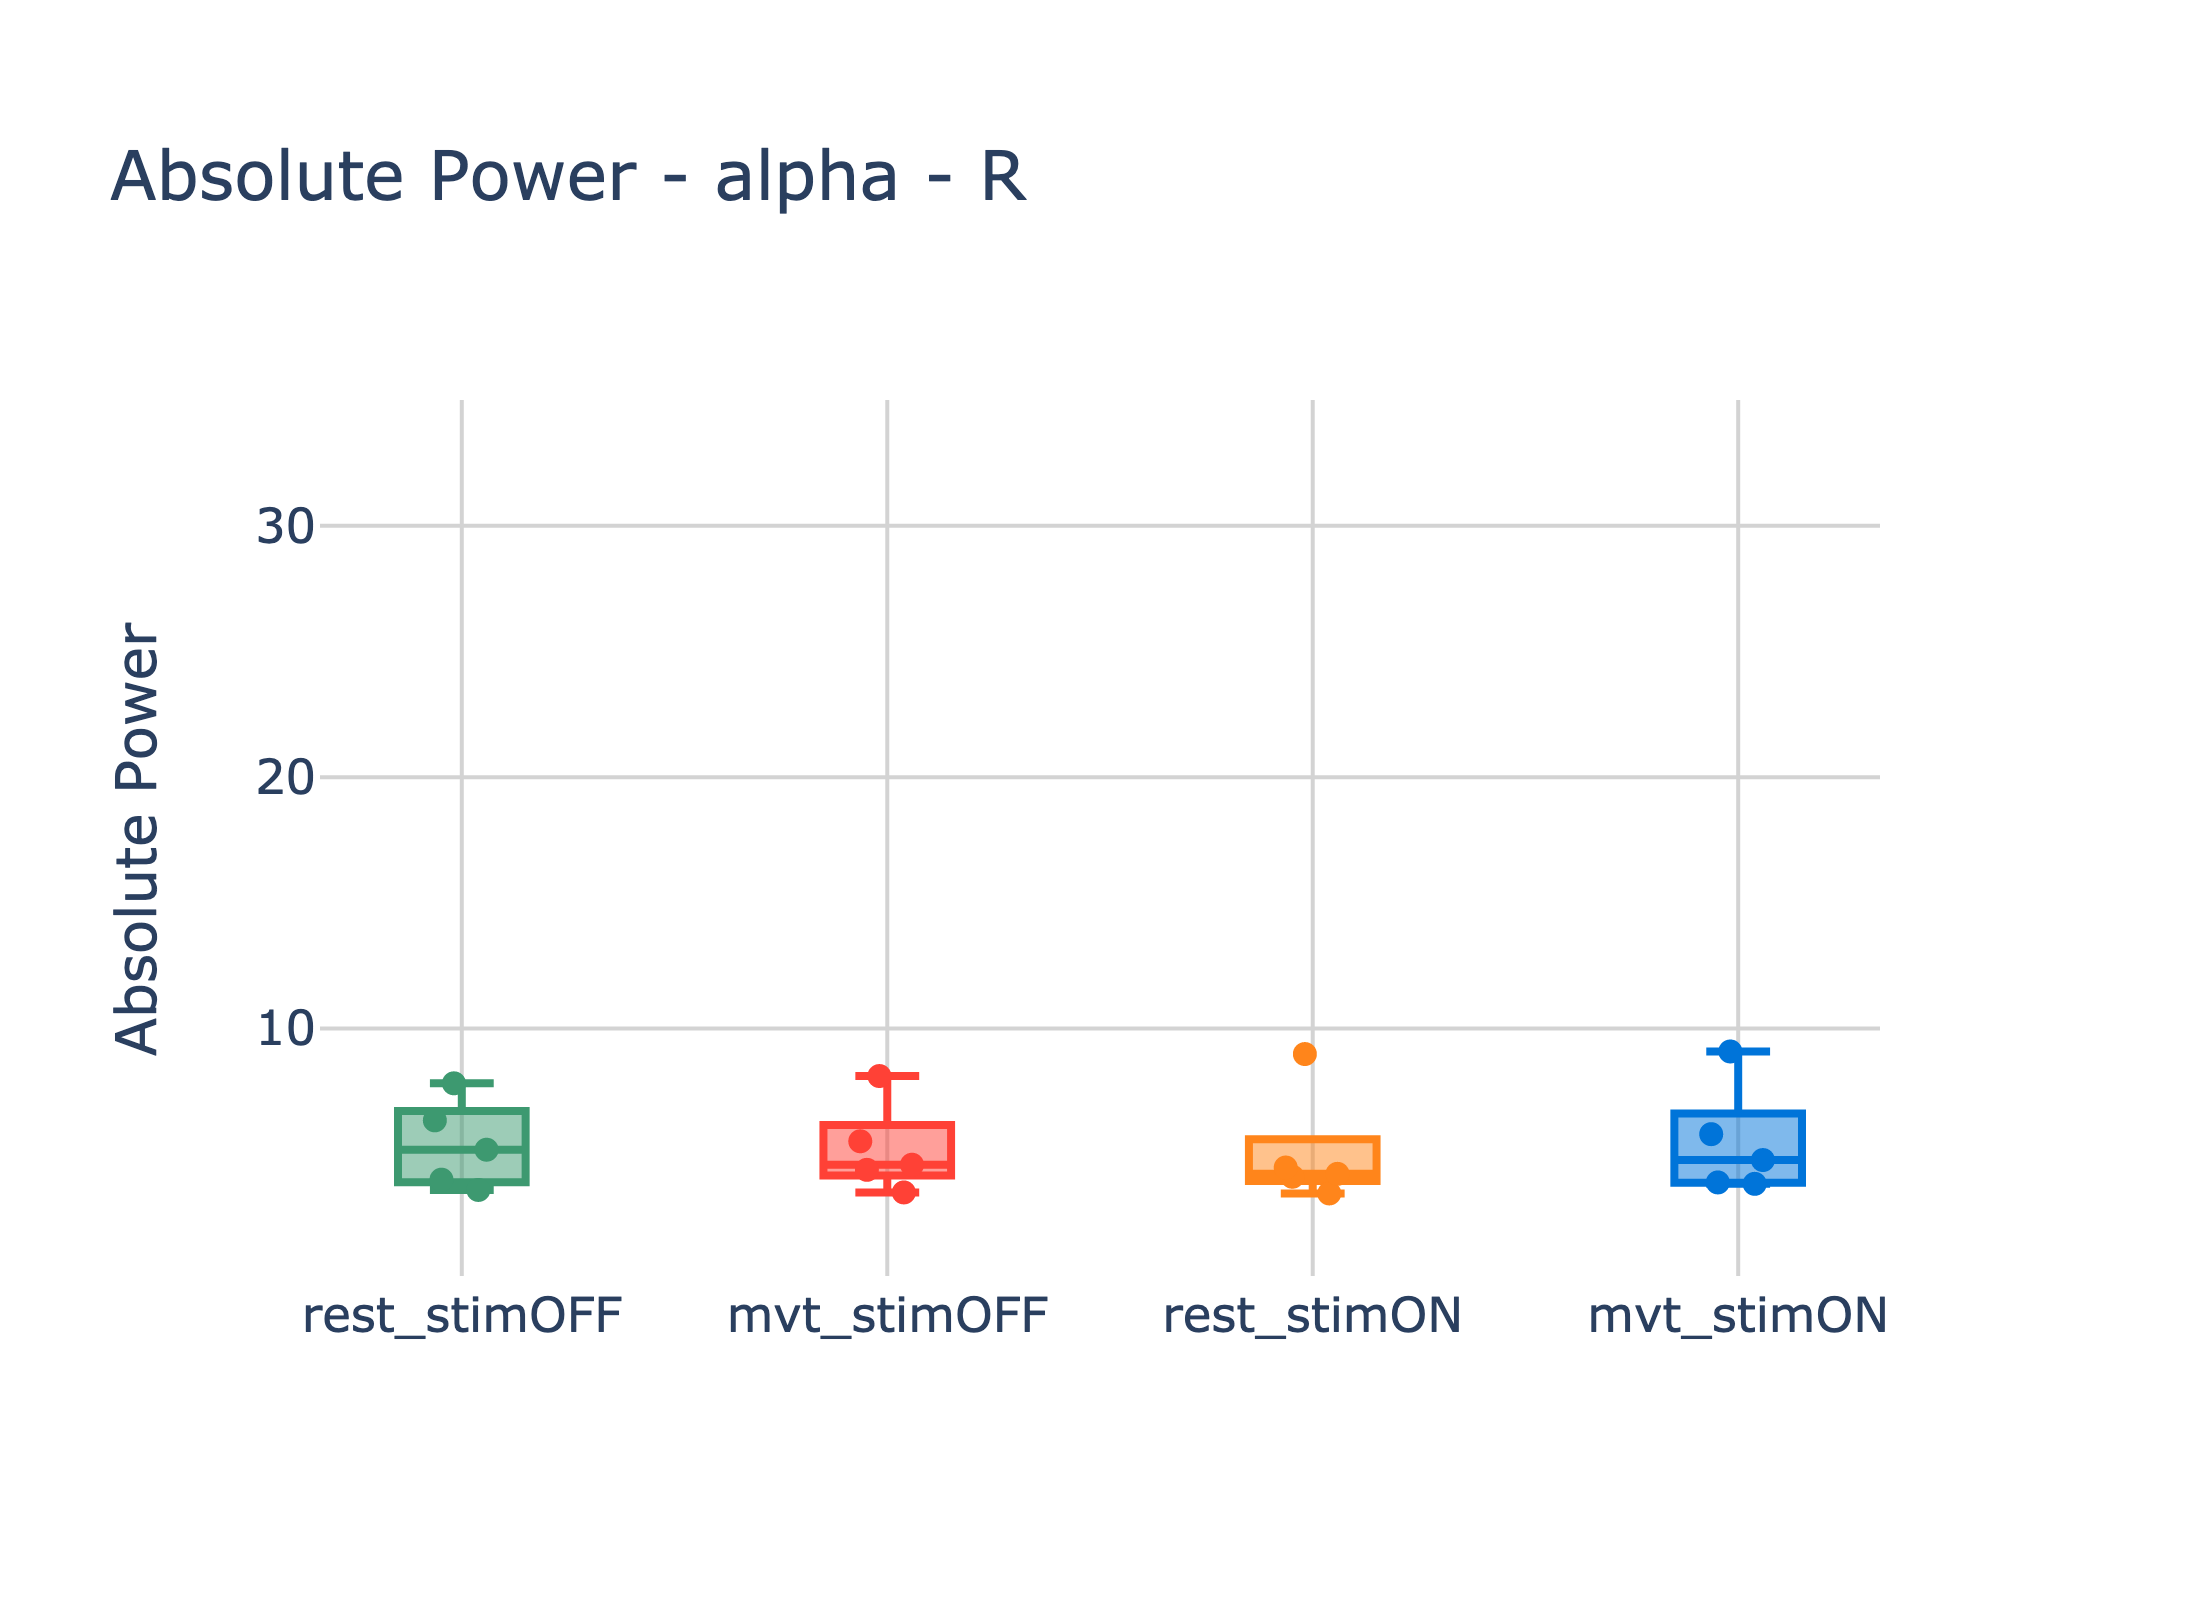 Absolute Power - alpha - R
Absolute Power
30
20
10
rest_stimOFF
mvt_stimOFF
rest_stimON
mvt_stimON